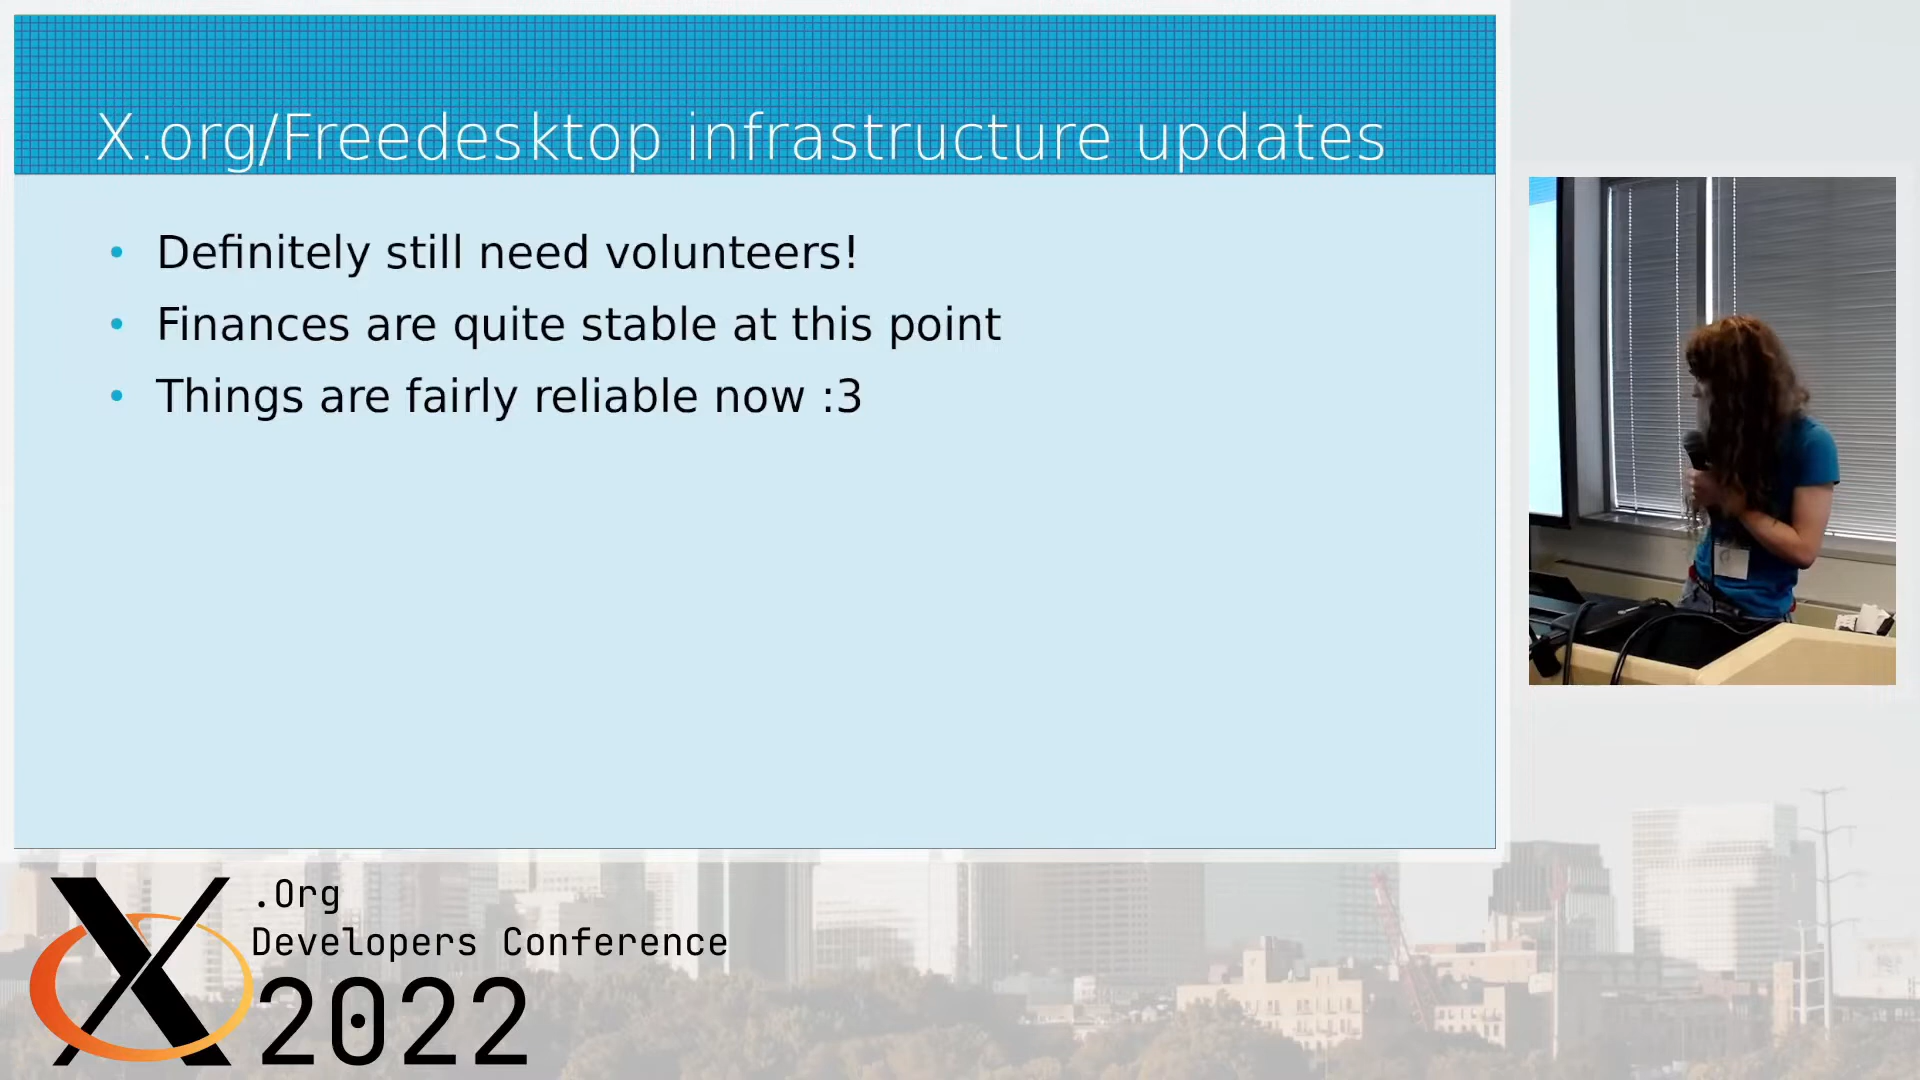 X.org/Freedesktop infrastructure updates
• Definitely still need volunteers!
• Finances are quite stable at this point
• Things are fairly reliable now :3
.Org
Developers Conference
2022